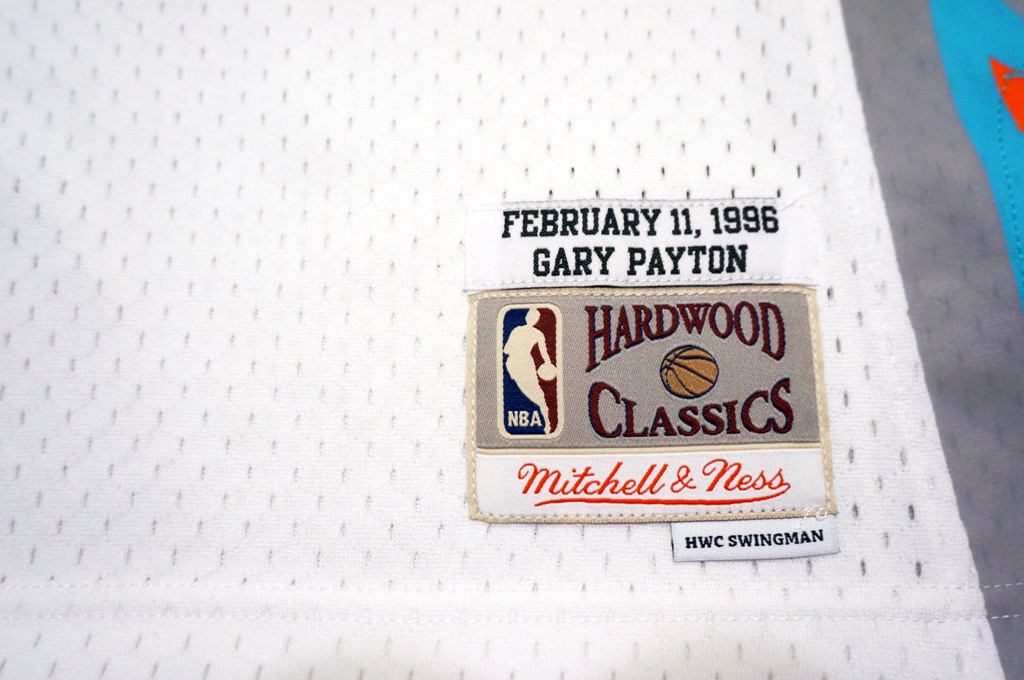 FEBRUARY 11, 1996
GARY PAYTON
HARDWOOD
CLASSICS
NBA
Mitchell & Ness
HWC SWINGMAN